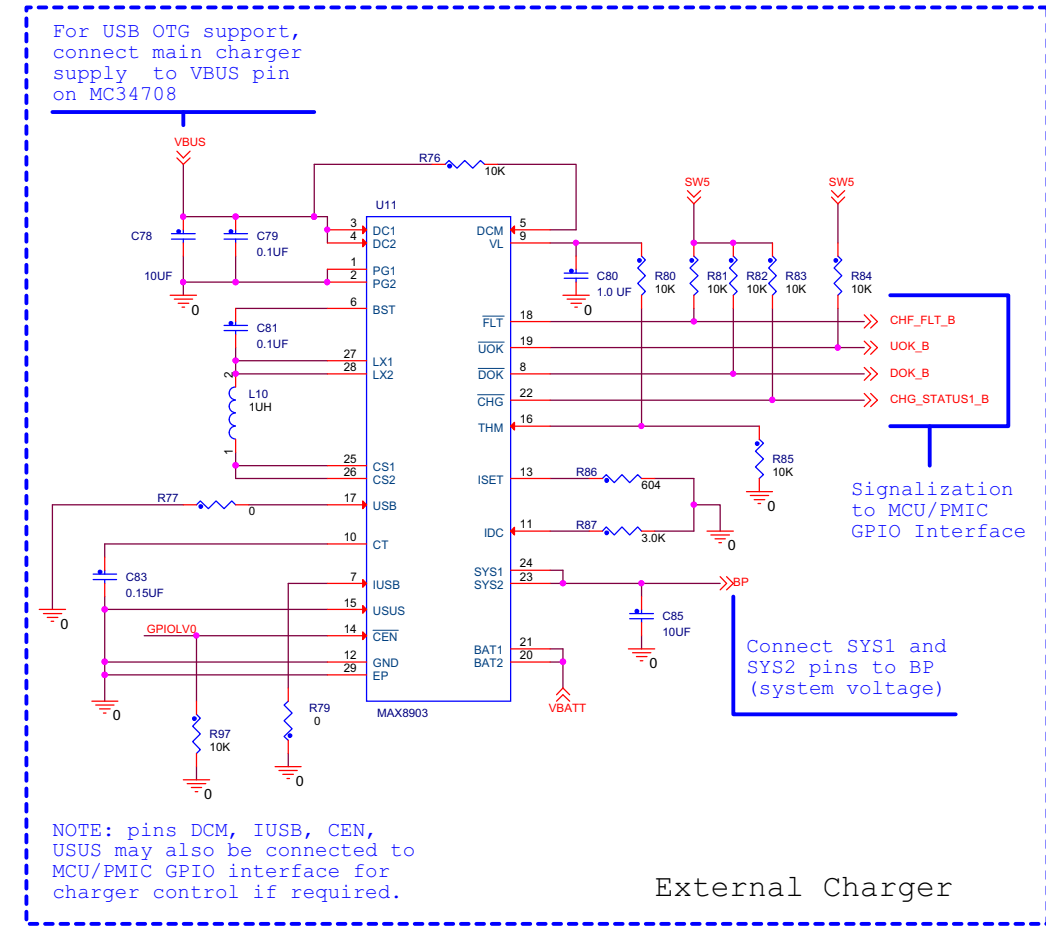 For USB OTG support,
connect main charger
supply to VBUS pin
on MC34708
VBUS
R76
10K
SW5
SW5
U11
C78
10UF
C79
0.1UF
0
3
DC1
4
DC2
1
PG1
2
PG2
6
BST
27
LX1
28
LX2
25
CS1
26
CS2
17
USB
10
CT
7
IUSB
15
USUS
14
CEN
12
GND
29
EP
DCM
5
VL
9
FLT
18
UOK
19
DOK
8
CHG
22
THM
16
ISET
13
IDC
11
SYS1
24
SYS2
23
BAT1
21
BAT2
20
MAX8903
C81
0.1UF
2
L10
1UH
1
R77
0
0
C83
0.15UF
GPIOLV0
0
R97
10K
0
R79
0
0
C80
1.0 UF
0
R80
10K
R81
10K
R82
10K
R83
10K
R84
10K
CHF_FLT_B
UOK_B
DOK_B
CHG_STATUS1_B
R85
10K
0
R86
604
R87
3.0K
0
BP
C85
10UF
0
VBATT
Signalization
to MCU/PMIC
GPIO Interface
Connect SYS1 and
SYS2 pins to BP
(system voltage)
NOTE: pins DCM, IUSB, CEN,
USUS may also be connected to
MCU/PMIC GPIO interface for
charger control if required.
External Charger